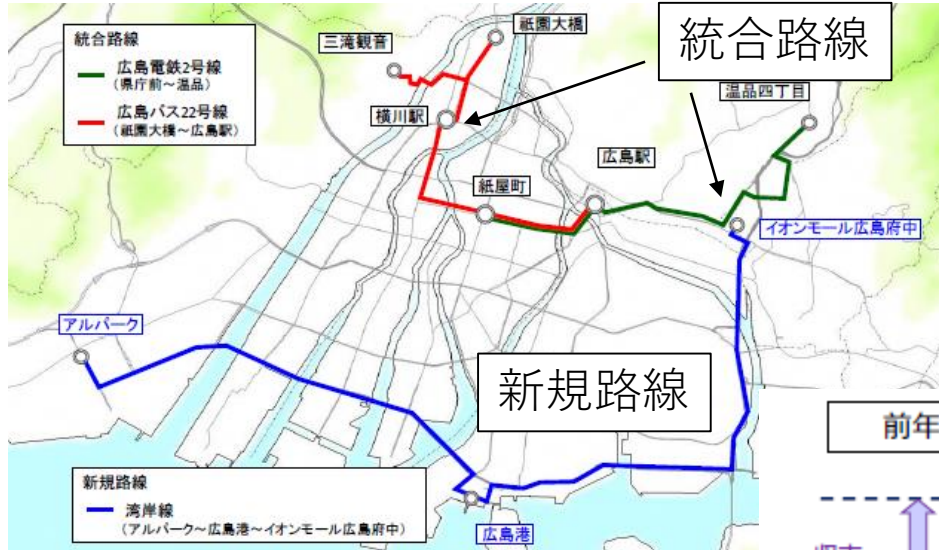 統合路線
広島電鉄2号線
(県庁前~温品)
広島バス22号線
(祇園大橋~広島駅)
三滝観音
祇園大橋
統合路線
温品四丁目
横川駅
広島駅
紙屋町
イオンモール広島府中
アルパーク
新規路線
前年
新規路線
湾岸線
(アルパーク~広島港~イオンモール広島府中)
広島港